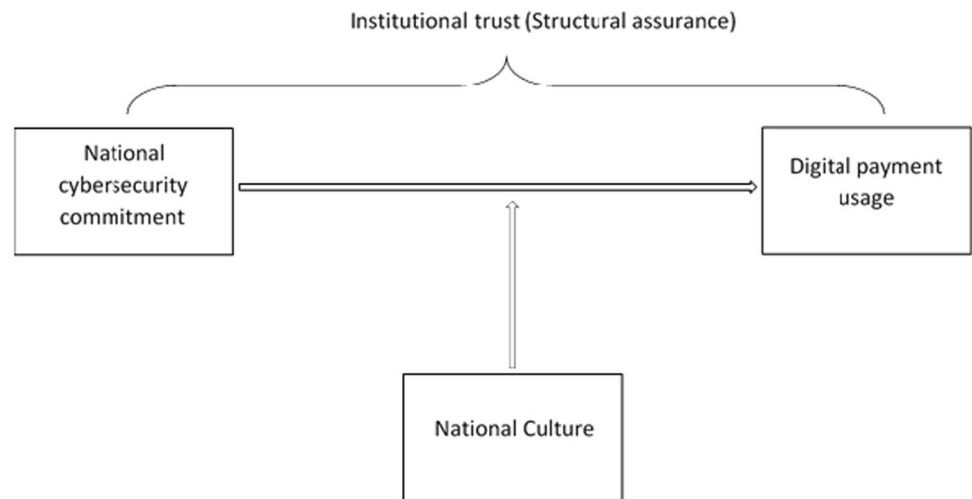 Institutional trust (Structural assurance)
National
cybersecurity
commitment
Digital payment
usage
National Culture